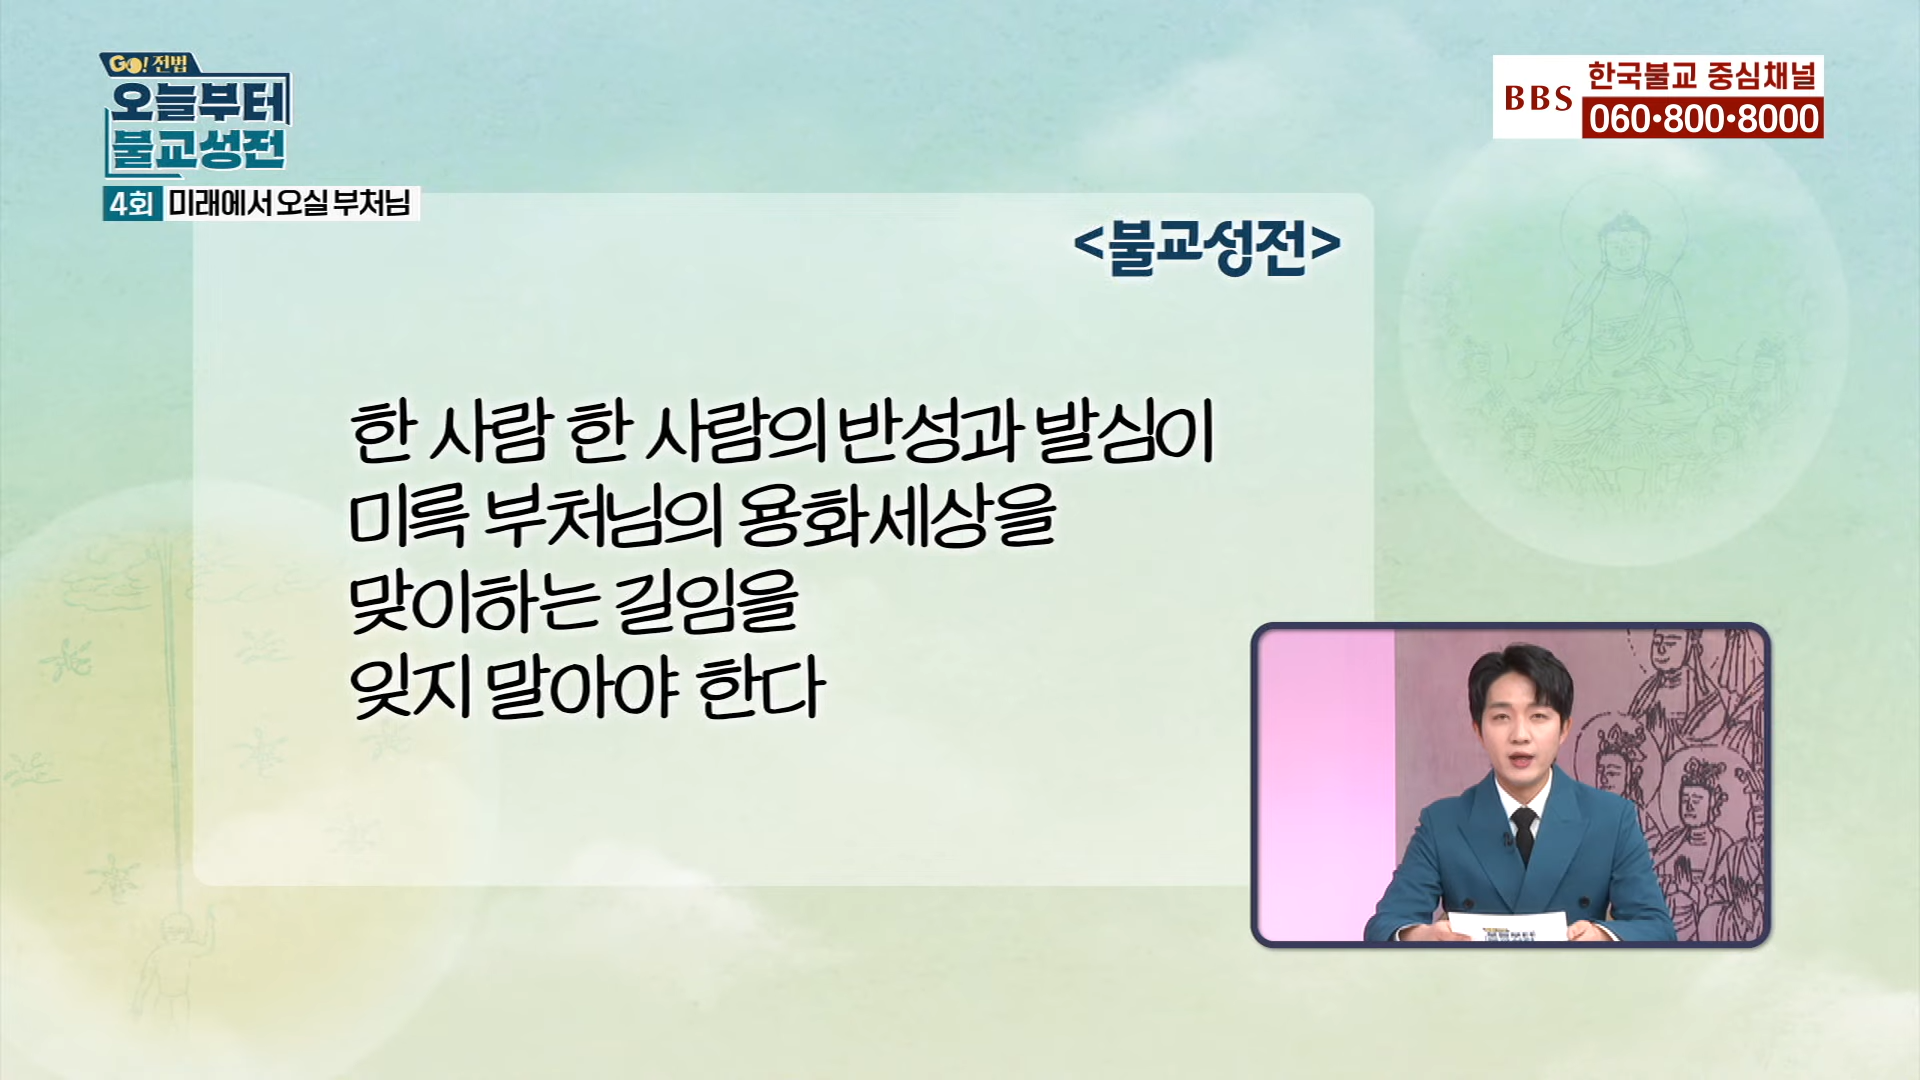 GO! 전법
오늘부터
불교성전
4회 미래에서 오실 부처님
BBS
한국불교 중심채널
060•800•8000
<불교성전>
한 사람 한 사람의 반성과 발심이
미륵 부처님의 용화세상을
맞이하는 길임을
잊지 말아야 한다